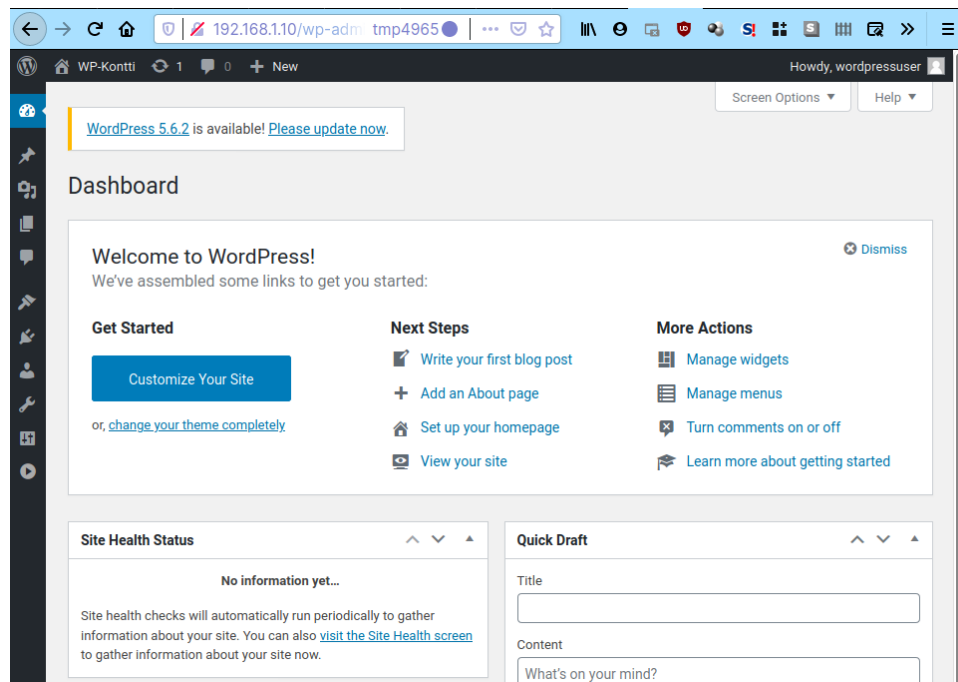 192.168.1.10/wp-adm tmp4965
WP-Kontti 1 0 New Howdy, wordpressuser
Screen Options Help
WordPress 5.6.2 is available! Please update now.
Dashboard
Welcome to WordPress!
Dismiss
We've assembled some links to get you started:
Get Started
Customize Your Site
or, change your theme completely
Next Steps
Write your first blog post
Add an About page
Set up your homepage
View your site
More Actions
Manage widgets
Manage menus
Turn comments on or off
Learn more about getting started
Site Health Status
No information yet...
Site health checks will automatically run periodically to gather
information about your site. You can also visit the Site Health screen
to gather information about your site now.
Quick Draft
Title
Content
What's on your mind?